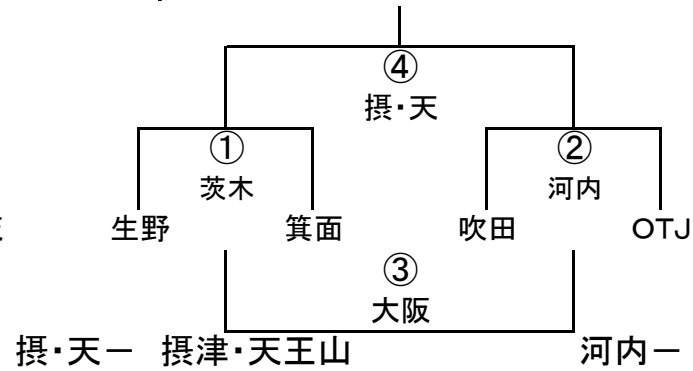 ④
摂・天
① ②
茨木 河内
生野 箕面 吹田 OTJ
③
大阪
摂・天－ 摂津・天王山 河内－